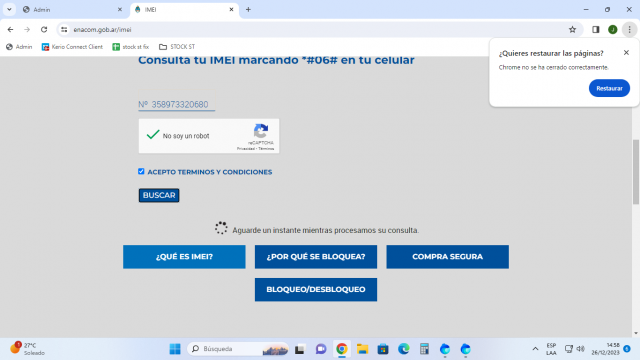 Admin
IMEI
enacom.gob.ar/imei
J
Admin
Kerio Connect Client
stock st fix
STOCK ST
¿Quieres restaurar las páginas?
Chrome no se ha cerrado correctamente.
Restaurar
Consulta tu IMEI marcando *#06# en tu celular
Nº 358973320680
No soy un robot
reCAPTCHA
Privacidad - Términos
ACEPTO TERMINOS Y CONDICIONES
BUSCAR
Aguarde un instante mientras procesamos su consulta.
¿QUÉ ES IMEI?
¿POR QUÉ SE BLOQUEA?
COMPRA SEGURA
BLOQUEO/DESBLOQUEO
27°C
Soleado
Búsqueda
ESP
LAA
14:58
26/12/2023